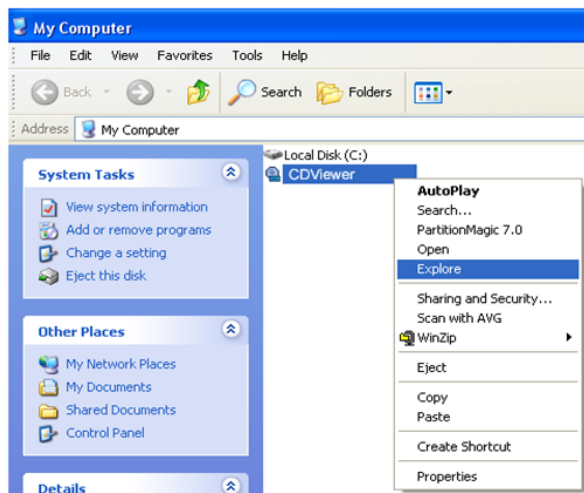 My Computer
File Edit View Favorites Tools Help
Back Search Folders
Address My Computer
System Tasks
View system information
Add or remove programs
Change a setting
Eject this disk
Other Places
My Network Places
My Documents
Shared Documents
Control Panel
Details
Local Disk (C:)
CDViewer
AutoPlay
Search...
PartitionMagic 7.0
Open
Explore
Sharing and Security...
Scan with AVG
WinZip
Eject
Copy
Paste
Create Shortcut
Properties